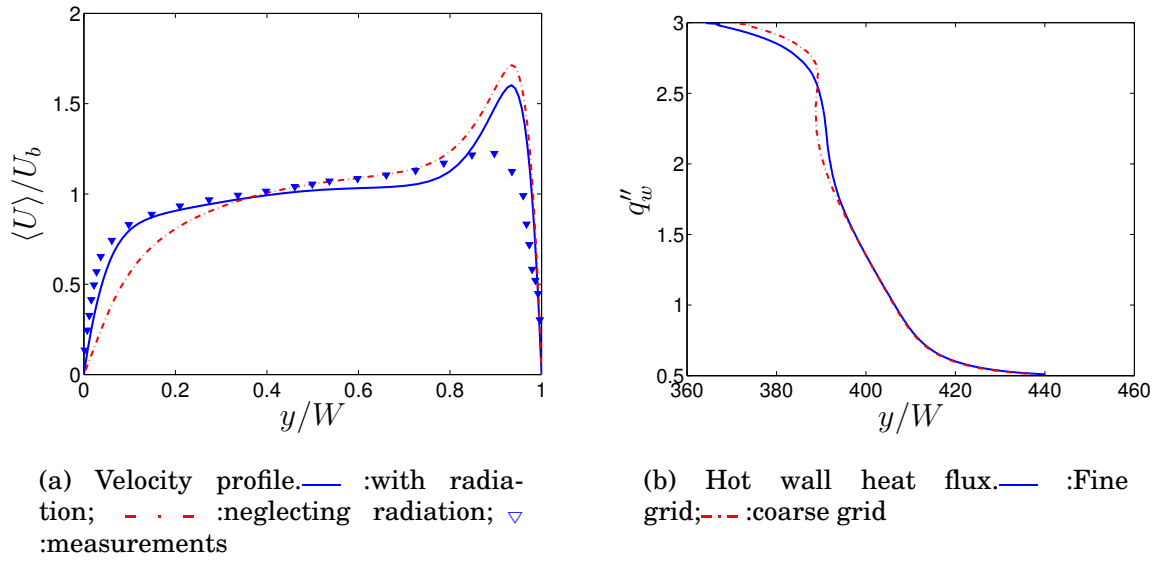 2
1.5
1
0.5
0
0 0.2 0.4 0.6 0.8 1
⟨U⟩/U_b
y/W
3
2.5
2
1.5
1
0.5
360 380 400 420 440 460
q''_w
y/W
(a) Velocity profile. :with radia-
tion; :neglecting radiation; ▽
:measurements
(b) Hot wall heat flux. :Fine
grid; :coarse grid